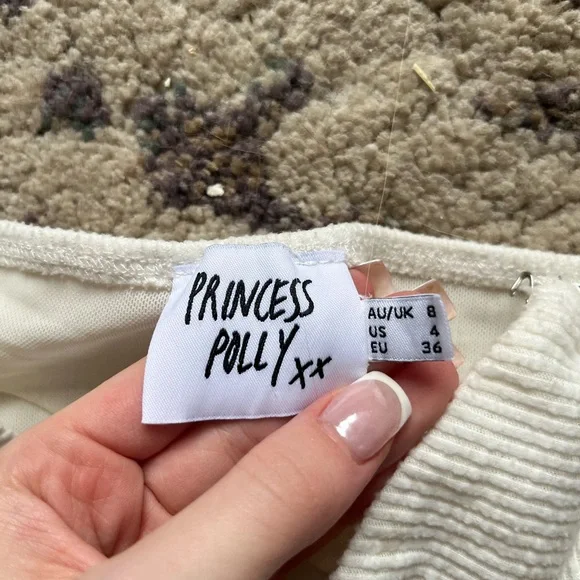 PRINCESS
POLLY xx
AU/UK 8
US 4
EU 36